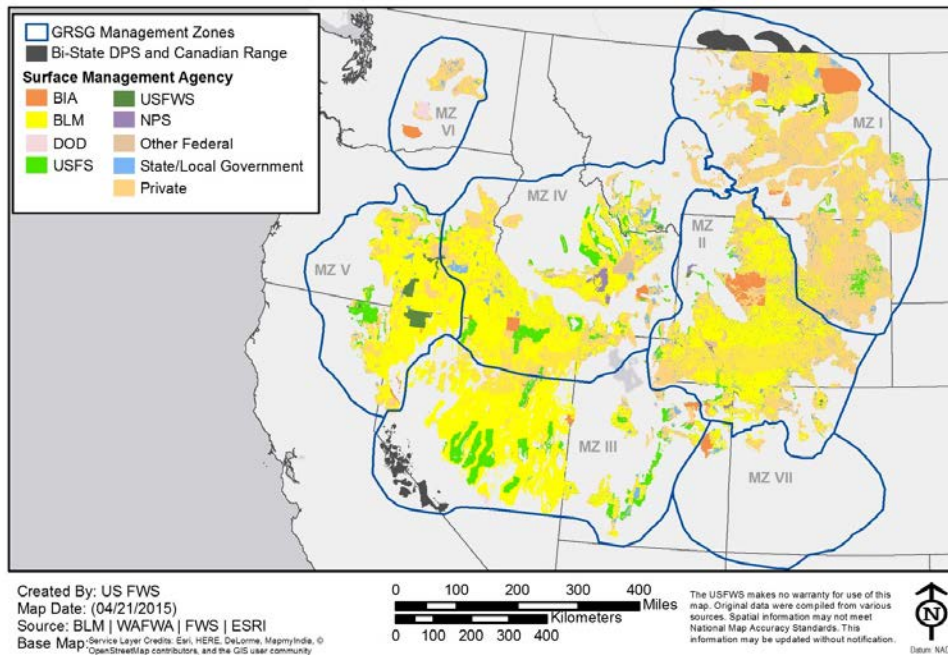 GRSG Management Zones
Bi-State DPS and Canadian Range
Surface Management Agency
BIA
USFWS
BLM
NPS
DOD
Other Federal
USFS
State/Local Government
Private
MZ
VI
MZ I
MZ IV
MZ
II
MZ V
MZ III
MZ VII
Created By: US FWS
Map Date: (04/21/2015)
Source: BLM | WAFWA | FWS | ESRI
Base Map Service Layer Credits: Esri, HERE, DeLorme, MapmyIndia, ©
OpenStreetMap contributors, and the GIS user community
0 100 200 300 400
Miles
Kilometers
0 100 200 300 400
The USFWS makes no warranty for use of this
map. Original data were compiled from various
sources. Spatial information may not meet
National Map Accuracy Standards. This
information may be updated without notification.
N
Datum: NAD